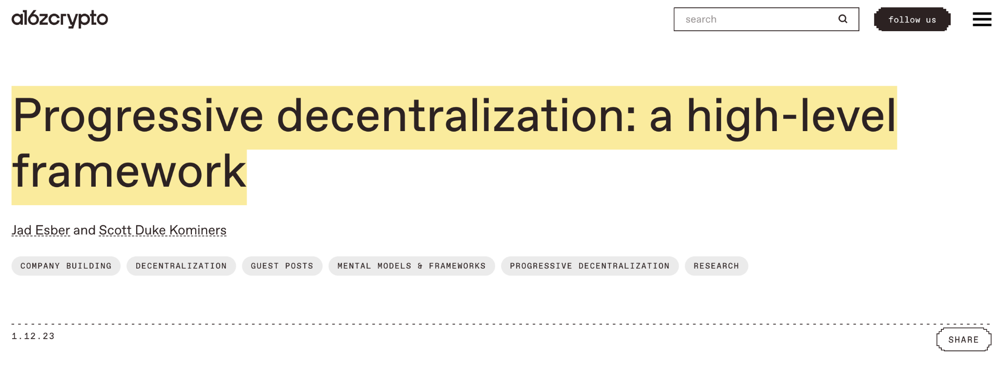 a16zcrypto
search
follow us
Progressive decentralization: a high-level
framework
Jad Esber and Scott Duke Kominers
COMPANY BUILDING DECENTRALIZATION GUEST POSTS MENTAL MODELS & FRAMEWORKS PROGRESSIVE DECENTRALIZATION RESEARCH
1.12.23
SHARE